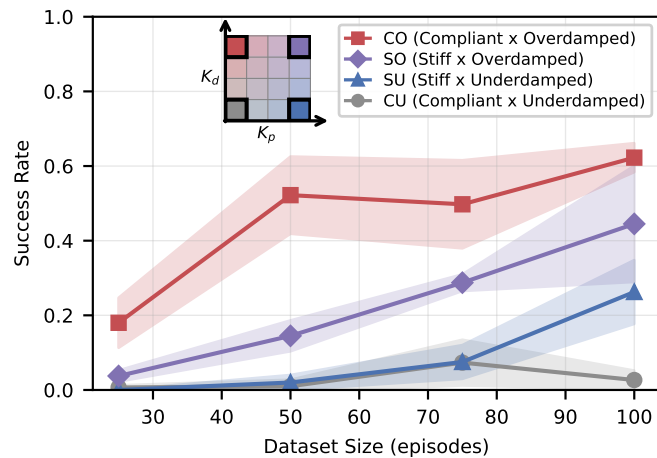 1.0
0.8
0.6
0.4
0.2
0.0
Success Rate
K_d
K_p
CO (Compliant x Overdamped)
SO (Stiff x Overdamped)
SU (Stiff x Underdamped)
CU (Compliant x Underdamped)
30 40 50 60 70 80 90 100
Dataset Size (episodes)